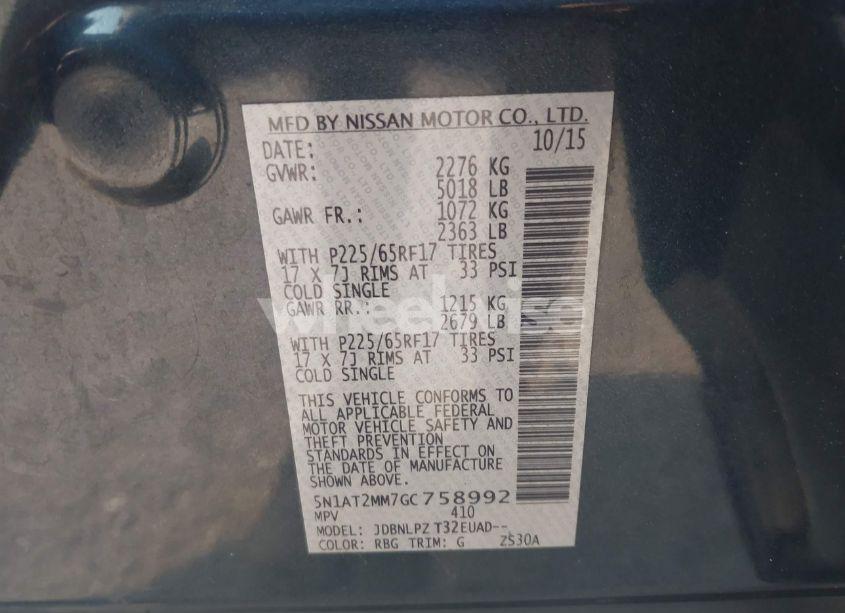 MFD BY NISSAN MOTOR CO., LTD.
DATE: 10/15
GVWR: 2276 KG
5018 LB
GAWR FR.: 1072 KG
2363 LB
WITH P225/65RF17 TIRES
17 X 7J RIMS AT 33 PSI
COLD SINGLE
GAWR RR.: 1215 KG
2679 LB
WITH P225/65RF17 TIRES
17 X 7J RIMS AT 33 PSI
COLD SINGLE
THIS VEHICLE CONFORMS TO
ALL APPLICABLE FEDERAL
MOTOR VEHICLE SAFETY AND
THEFT PREVENTION
STANDARDS IN EFFECT ON
THE DATE OF MANUFACTURE
SHOWN ABOVE.
5N1AT2MM7GC758992
MPV 410
MODEL: JDBNLPZ T32EUAD--
COLOR: RBG TRIM: G ZS30A